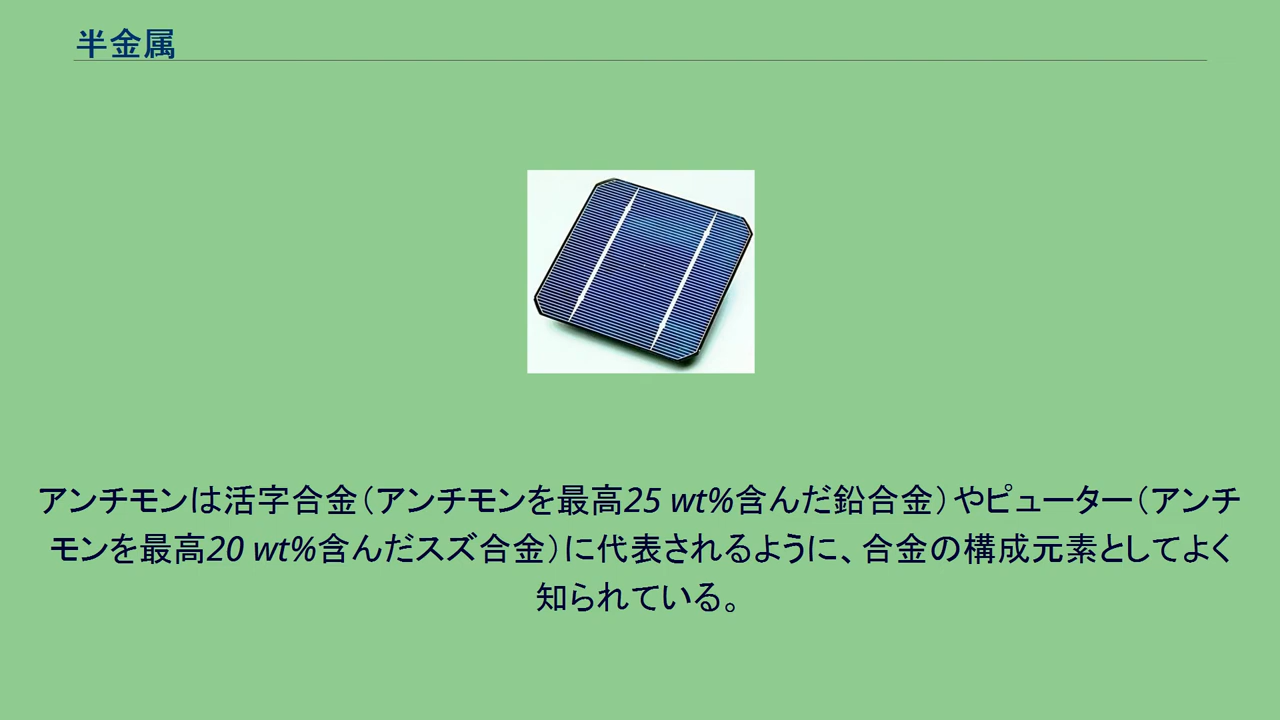 半金属
アンチモンは活字合金（アンチモンを最高25 wt%含んだ鉛合金）やピューター（アンチ
モンを最高20 wt%含んだスズ合金）に代表されるように、合金の構成元素としてよく
知られている。